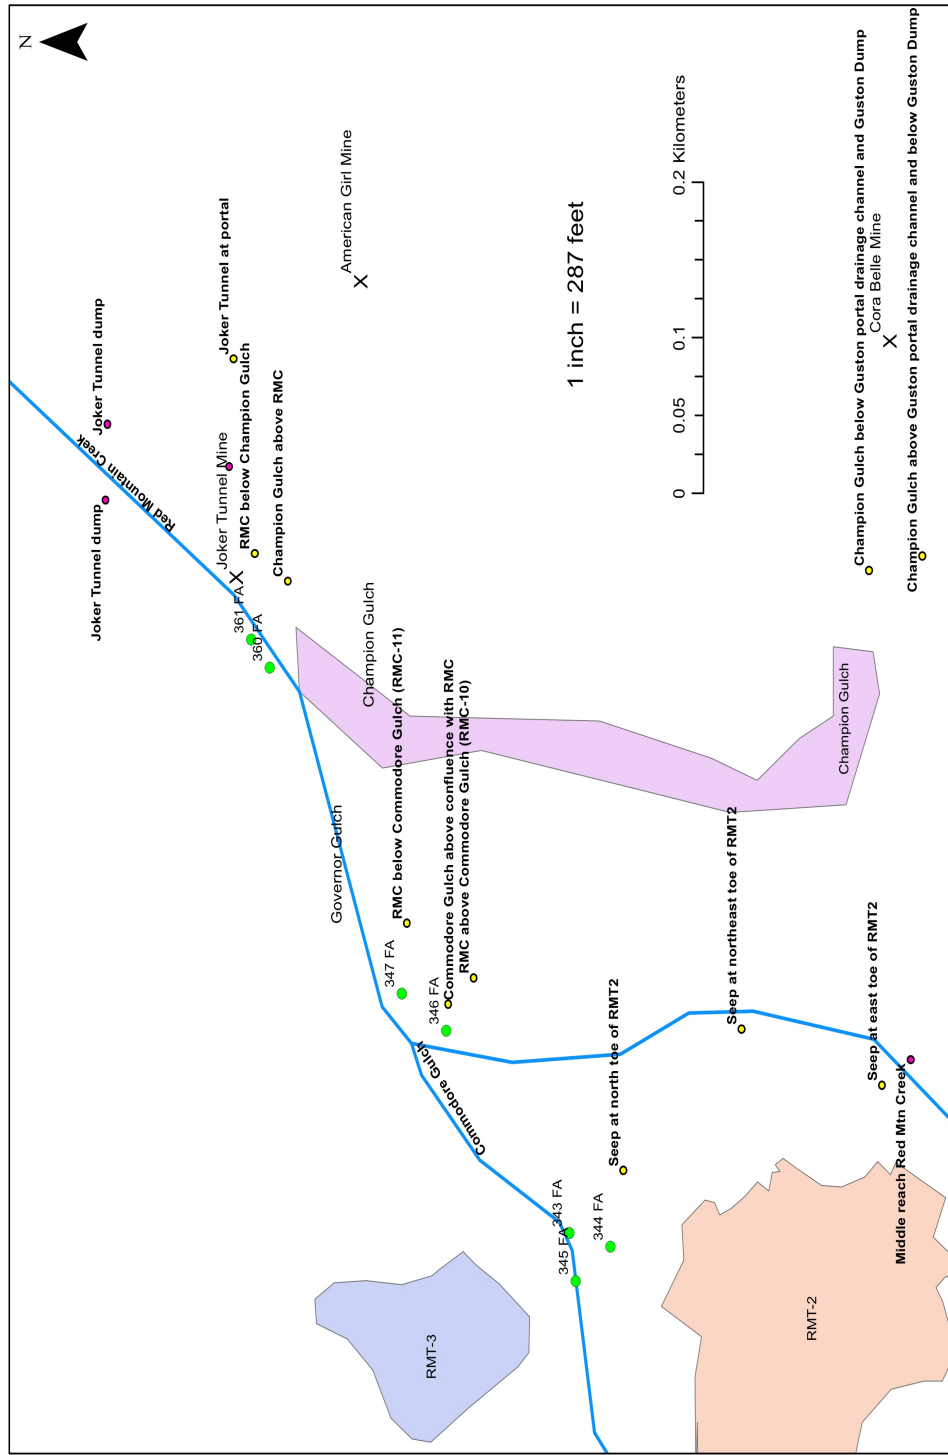 N
Joker Tunnel dump
Joker Tunnel dump
Red Mountain Creek
Joker Tunnel at portal
Joker Tunnel Mine
RMC below Champion Gulch
361 FA
360 FA
Champion Gulch above RMC
American Girl Mine
Governor Gulch
Champion Gulch
347 FA
RMC below Commodore Gulch (RMC-11)
346 FA
Commodore Gulch above confluence with RMC
RMC above Commodore Gulch (RMC-10)
Commodore Gulch
RMT-3
343 FA
345 FA
344 FA
Seep at north toe of RMT2
1 inch = 287 feet
0 0.05 0.1 0.2 Kilometers
Seep at northeast toe of RMT2
RMT-2
Champion Gulch
Seep at east toe of RMT2
Middle reach Red Mtn Creek
Champion Gulch below Guston portal drainage channel and Guston Dump
Cora Belle Mine
Champion Gulch above Guston portal drainage channel and below Guston Dump